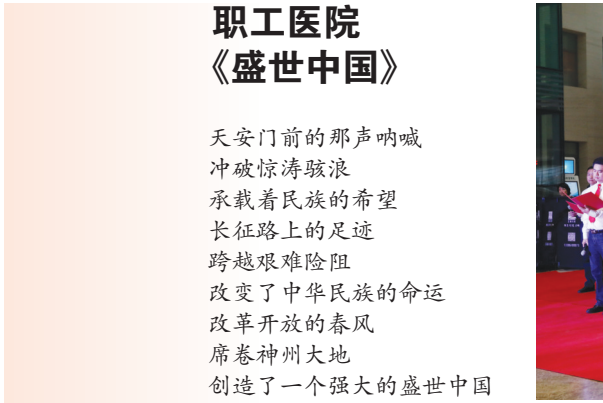 职工医院
《盛世中国》
天安门前的那声呐喊
冲破惊涛骇浪
承载着民族的希望
长征路上的足迹
跨越艰难险阻
改变了中华民族的命运
改革开放的春风
席卷神州大地
创造了一个强大的盛世中国